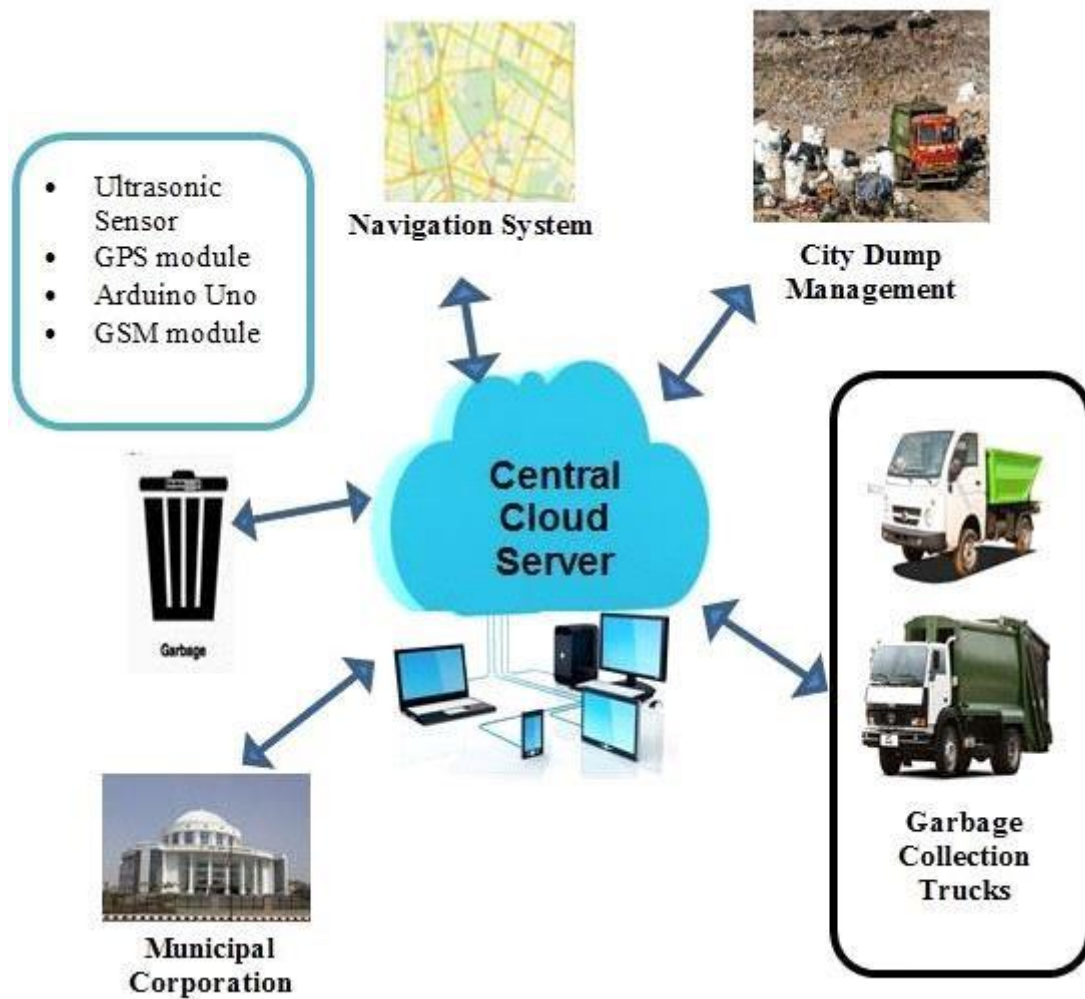 Navigation System
City Dump
Management
• Ultrasonic
Sensor
• GPS module
• Arduino Uno
• GSM module
Central
Cloud
Server
Garbage
Municipal
Corporation
Garbage
Collection
Trucks